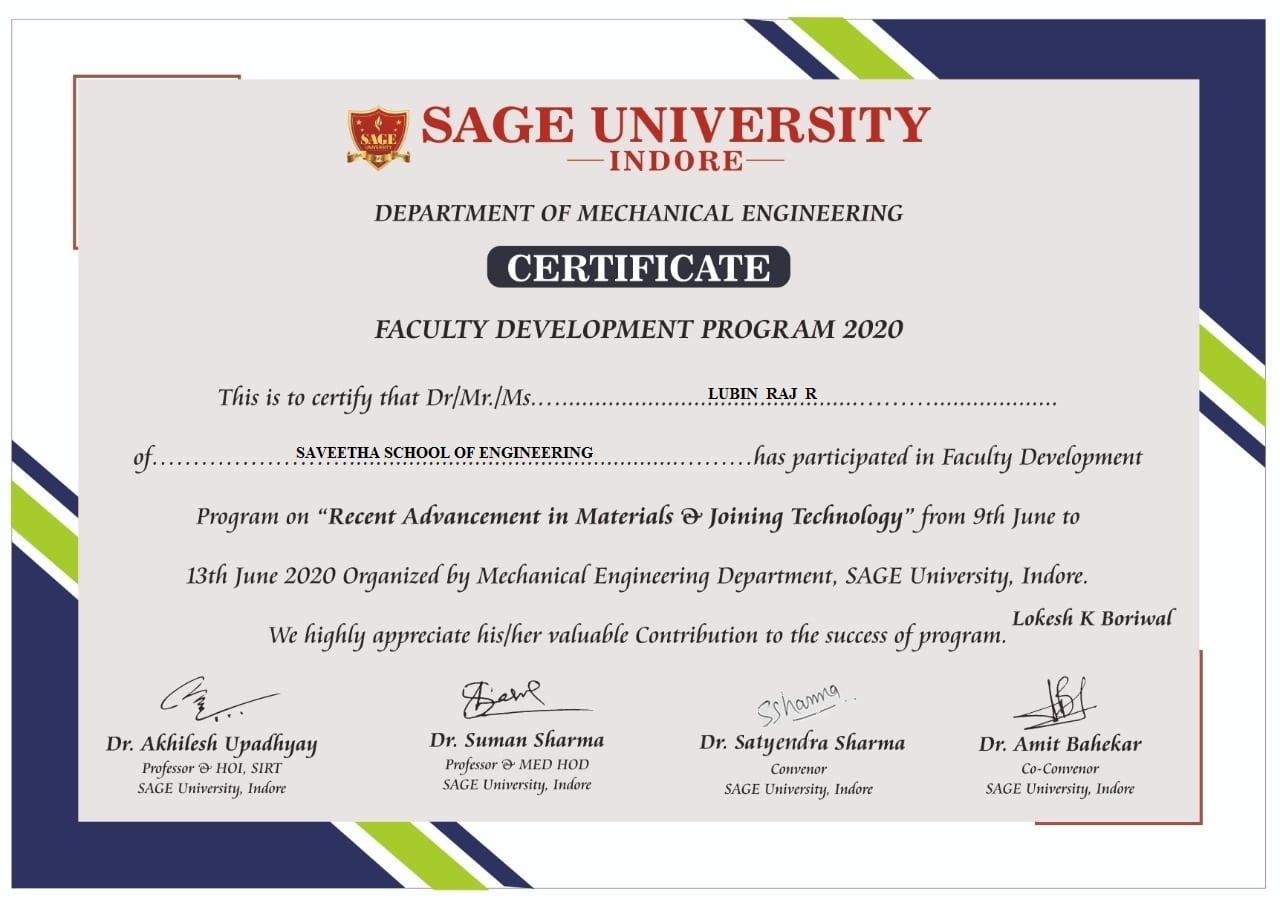 SAGE UNIVERSITY
SAGE UNIVERSITY
INDORE
DEPARTMENT OF MECHANICAL ENGINEERING
CERTIFICATE
FACULTY DEVELOPMENT PROGRAM 2020
This is to certify that Dr/Mr./Ms. LUBIN RAJ R
of SAVEETHA SCHOOL OF ENGINEERING has participated in Faculty Development
Program on “Recent Advancement in Materials & Joining Technology” from 9th June to
13th June 2020 Organized by Mechanical Engineering Department, SAGE University, Indore.
We highly appreciate his/her valuable Contribution to the success of program.
Lokesh K Boriwal
SSharma
Dr. Akhilesh Upadhyay
Professor & HOI, SIRT
SAGE University, Indore
Dr. Suman Sharma
Professor & MED HOD
SAGE University, Indore
Dr. Satyendra Sharma
Convenor
SAGE University, Indore
Dr. Amit Bahekar
Co-Convenor
SAGE University, Indore